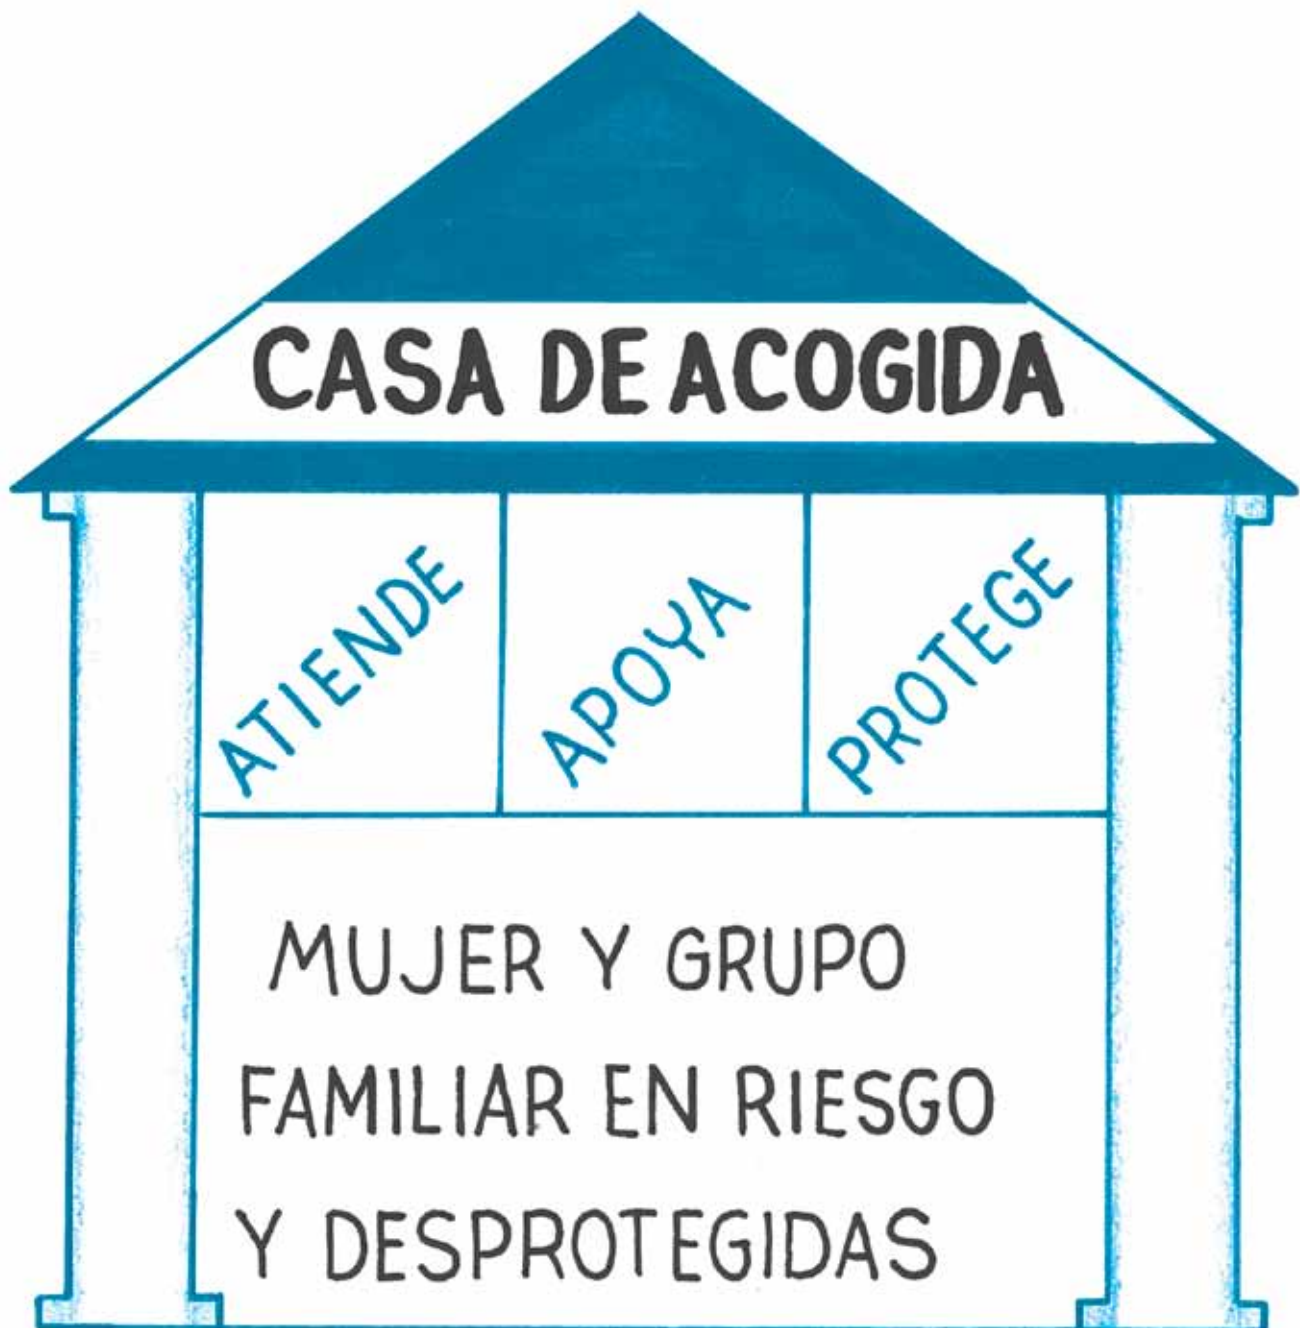 CASA DE ACOGIDA
ATIENDE
APOYA
PROTEGE
MUJER Y GRUPO
FAMILIAR EN RIESGO
Y DESPROTEGIDAS